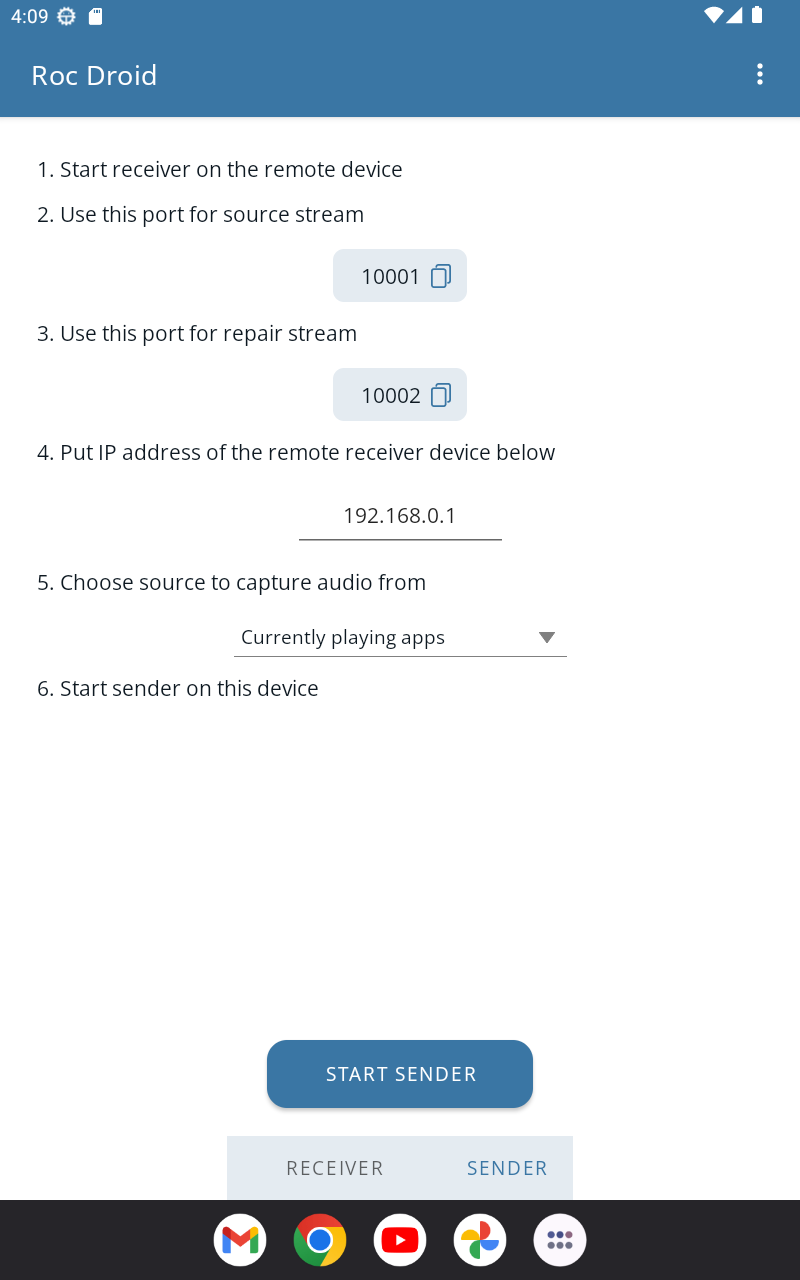 4:09
Roc Droid
1. Start receiver on the remote device
2. Use this port for source stream
10001
3. Use this port for repair stream
10002
4. Put IP address of the remote receiver device below
192.168.0.1
5. Choose source to capture audio from
Currently playing apps
6. Start sender on this device
START SENDER
RECEIVER SENDER